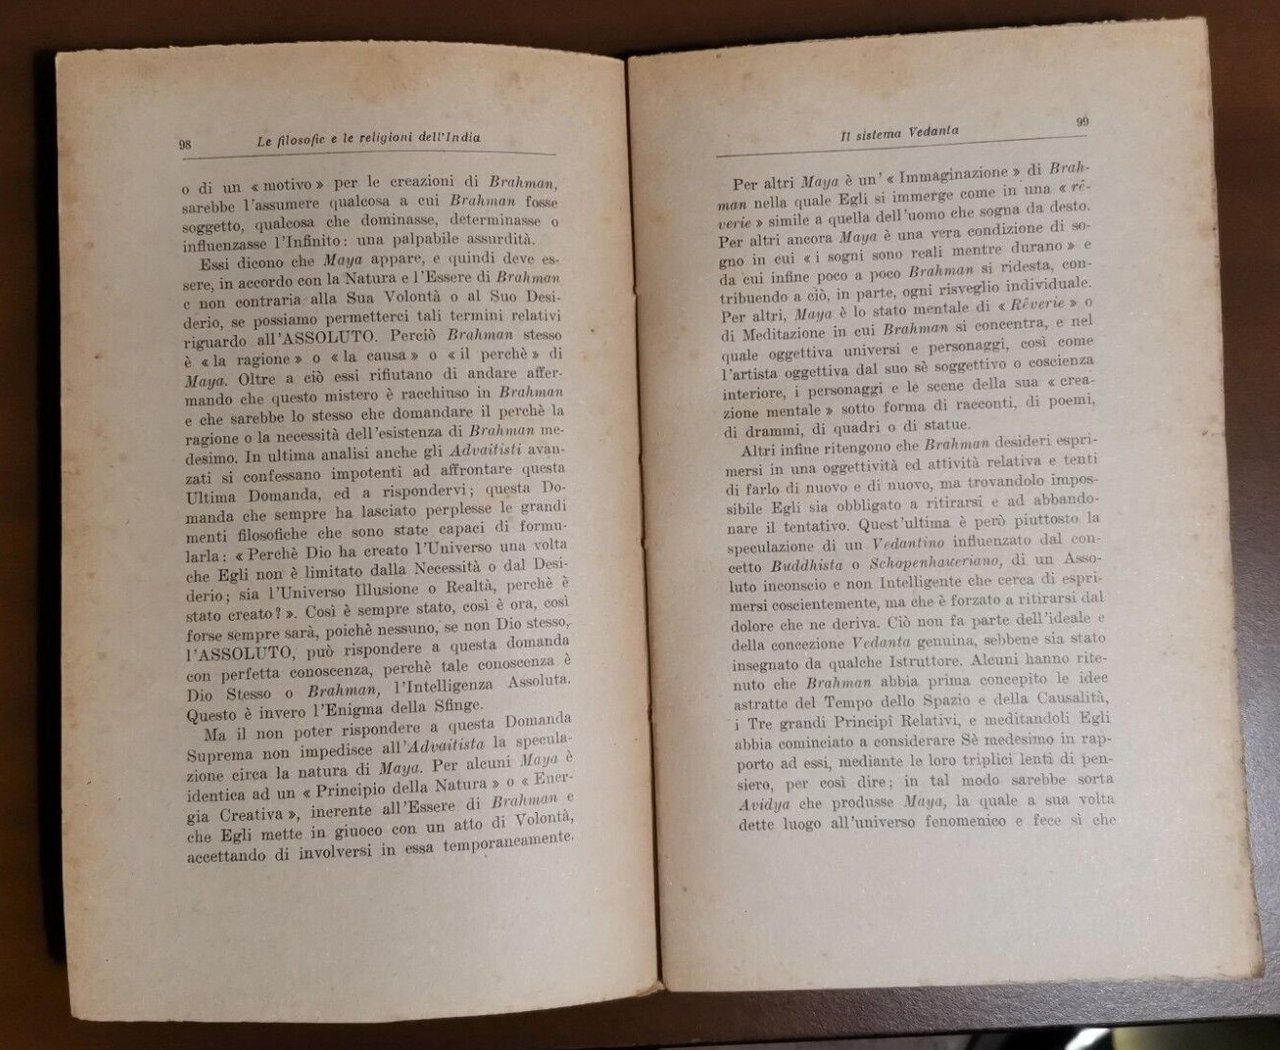 98
Le filosofie e le religioni dell'India
o di un « motivo » per le creazioni di Brahman,
sarebbe l'assumere qualcosa a cui Brahman fosse
soggetto, qualcosa che dominasse, determinasse o
influenzasse l'Infinito: una palpabile assurdità.
Essi dicono che Maya appare, e quindi deve es-
sere, in accordo con la Natura e l'Essere di Brahman
e non contraria alla Sua Volontà o al Suo Desi-
derio, se possiamo permetterci tali termini relativi
riguardo all'ASSOLUTO. Perciò Brahman stesso
è « la ragione » o « la causa » o « il perchè » di
Maya. Oltre a ciò essi rifiutano di andare affer-
mando che questo mistero è racchiuso in Brahman
e che sarebbe lo stesso che domandare il perchè la
ragione o la necessità dell'esistenza di Brahman me-
desimo. In ultima analisi anche gli Advaitisti avan-
zati si confessano impotenti ad affrontare questa
Ultima Domanda, ed a rispondervi; questa Do-
manda che sempre ha lasciato perplesse le grandi
menti filosofiche che sono state capaci di formu-
larla: « Perchè Dio ha creato l'Universo una volta
che Egli non è limitato dalla Necessità o dal Desi-
derio; sia l'Universo Illusione o Realtà, perchè è
stato creato? ». Così è sempre stato, così è ora, così
forse sempre sarà, poichè nessuno, se non Dio stesso,
l'ASSOLUTO, può rispondere a questa domanda
con perfetta conoscenza, perchè tale conoscenza è
Dio Stesso o Brahman, l'Intelligenza Assoluta.
Questo è invero l'Enigma della Sfinge.
Ma il non poter rispondere a questa Domanda
Suprema non impedisce all'Advaitista la specula-
zione circa la natura di Maya. Per alcuni Maya è
identica ad un « Principio della Natura » o « Ener-
gia Creativa », inerente all'Essere di Brahman e
che Egli mette in giuoco con un atto di Volontà,
accettando di involversi in essa temporaneamente.
Il sistema Vedanta
99
Per altri Maya è un' « Immaginazione » di Brah-
man nella quale Egli si immerge come in una « rê-
verie » simile a quella dell'uomo che sogna da desto.
Per altri ancora Maya è una vera condizione di so-
gno in cui « i sogni sono reali mentre durano » e
da cui infine poco a poco Brahman si ridesta, con-
tribuendo a ciò, in parte, ogni risveglio individuale.
Per altri, Maya è lo stato mentale di « Rêverie » o
di Meditazione in cui Brahman si concentra, e nel
quale oggettiva universi e personaggi, così come
l'artista oggettiva dal suo sè soggettivo o coscienza
interiore, i personaggi e le scene della sua « crea-
zione mentale » sotto forma di racconti, di poemi,
di drammi, di quadri o di statue.
Altri infine ritengono che Brahman desideri espri-
mersi in una oggettività ed attività relativa e tenti
di farlo di nuovo e di nuovo, ma trovandolo impos-
sibile Egli sia obbligato a ritirarsi e ad abbando-
nare il tentativo. Quest'ultima è però piuttosto la
speculazione di un Vedantino influenzato dal con-
cetto Buddhista o Schopenhaueriano, di un Asso-
luto inconscio e non Intelligente che cerca di espri-
mersi coscientemente, ma che è forzato a ritirarsi dal
dolore che ne deriva. Ciò non fa parte dell'ideale e
della concezione Vedanta genuina, sebbene sia stato
insegnato da qualche Istruttore. Alcuni hanno rite-
nuto che Brahman abbia prima concepito le idee
astratte del Tempo dello Spazio e della Causalità,
i Tre grandi Principî Relativi, e meditandoli Egli
abbia cominciato a considerare Sè medesimo in rap-
porto ad essi, mediante le loro triplici lenti di pen-
siero, per così dire; in tal modo sarebbe sorta
Avidya che produsse Maya, la quale a sua volta
dette luogo all'universo fenomenico e fece sì che